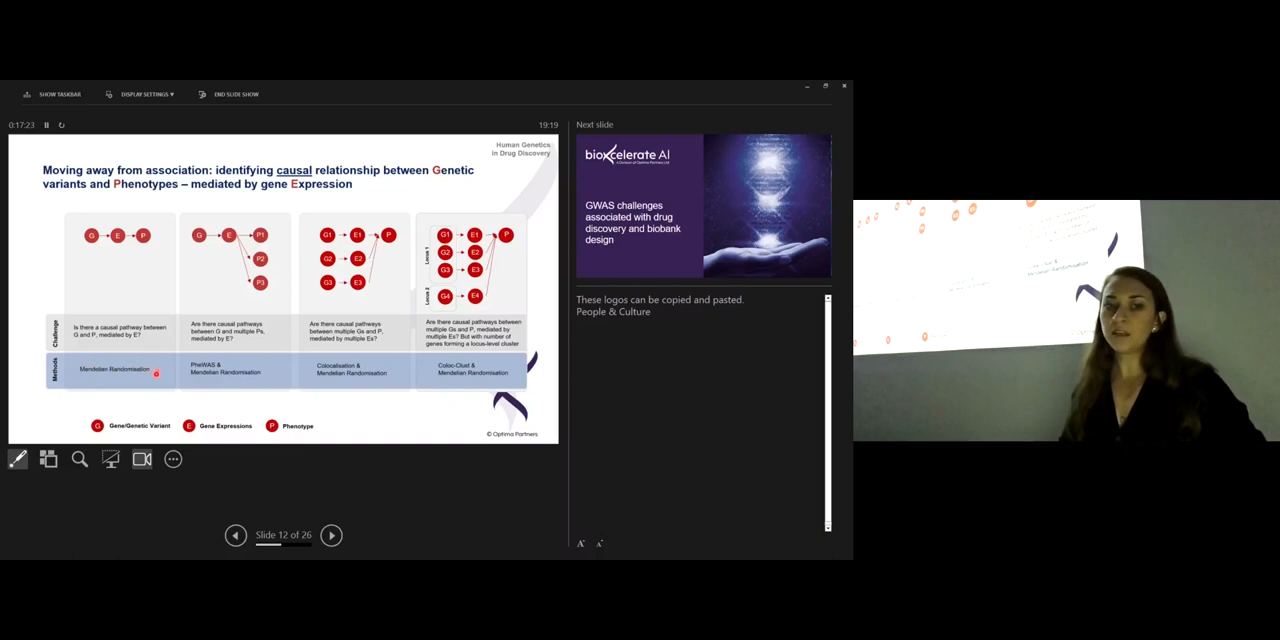 SHOW TASKBAR
DISPLAY SETTINGS ▾
END SLIDE SHOW
0:17:23
19:19
Human Genetics
in Drug Discovery
Moving away from association: identifying causal relationship between Genetic
variants and Phenotypes – mediated by gene Expression
G E P
G E P1
P2
P3
G1 E1 P
G2 E2
G3 E3
Locus 1
G1 E1 P
G2 E2
G3 E3
Locus 2
G4 E4
Challenge
Is there a causal pathway between
G and P, mediated by E?
Are there causal pathways
between G and multiple Ps,
mediated by E?
Are there causal pathways
between multiple Gs and P,
mediated by multiple Es?
Are there causal pathways between
multiple Gs and P, mediated by
multiple Es? But with number of
genes forming a locus-level cluster
Methods
Mendelian Randomisation
PheWAS &
Mendelian Randomisation
Colocalisation &
Mendelian Randomisation
Coloc-Clust &
Mendelian Randomisation
G Gene/Genetic Variant E Gene Expressions P Phenotype
© Optima Partners
Slide 12 of 26
Next slide
bioXcelerate AI
A Division of Optima Partners Ltd
GWAS challenges
associated with drug
discovery and biobank
design
These logos can be copied and pasted.
People & Culture
A A